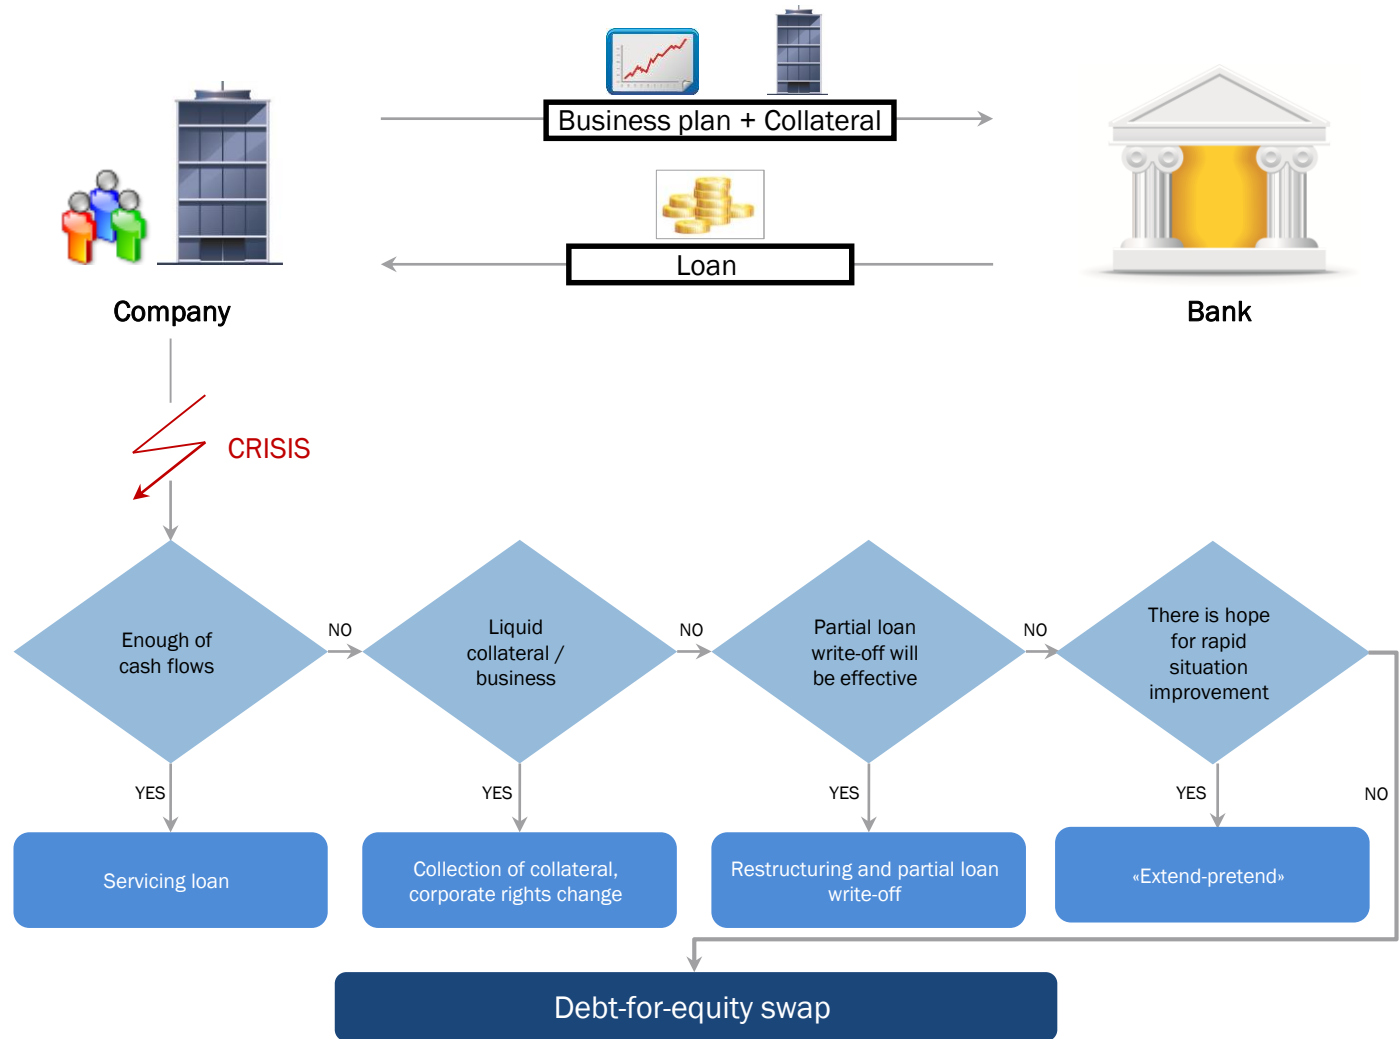 Business plan + Collateral
Loan
Company
Bank
CRISIS
Enough of
cash flows
NO
Liquid
collateral /
business
NO
Partial loan
write-off will
be effective
NO
There is hope
for rapid
situation
improvement
YES
YES
YES
YES
NO
Servicing loan
Collection of collateral,
corporate rights change
Restructuring and partial loan
write-off
«Extend-pretend»
Debt-for-equity swap